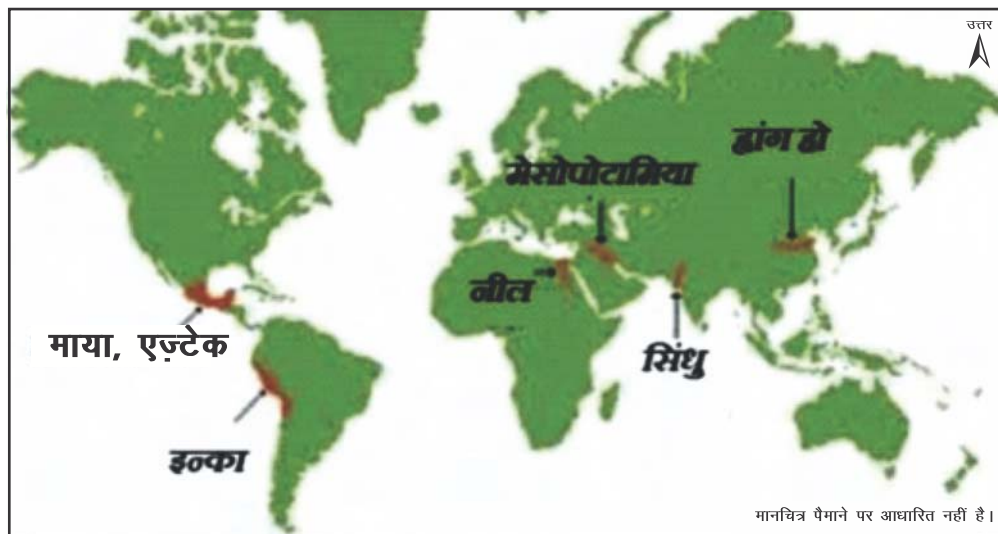 उत्तर
ह्वांग हो
मेसोपोटामिया
नील
माया, एज़्टेक
सिंधु
इन्का
मानचित्र पैमाने पर आधारित नहीं है।